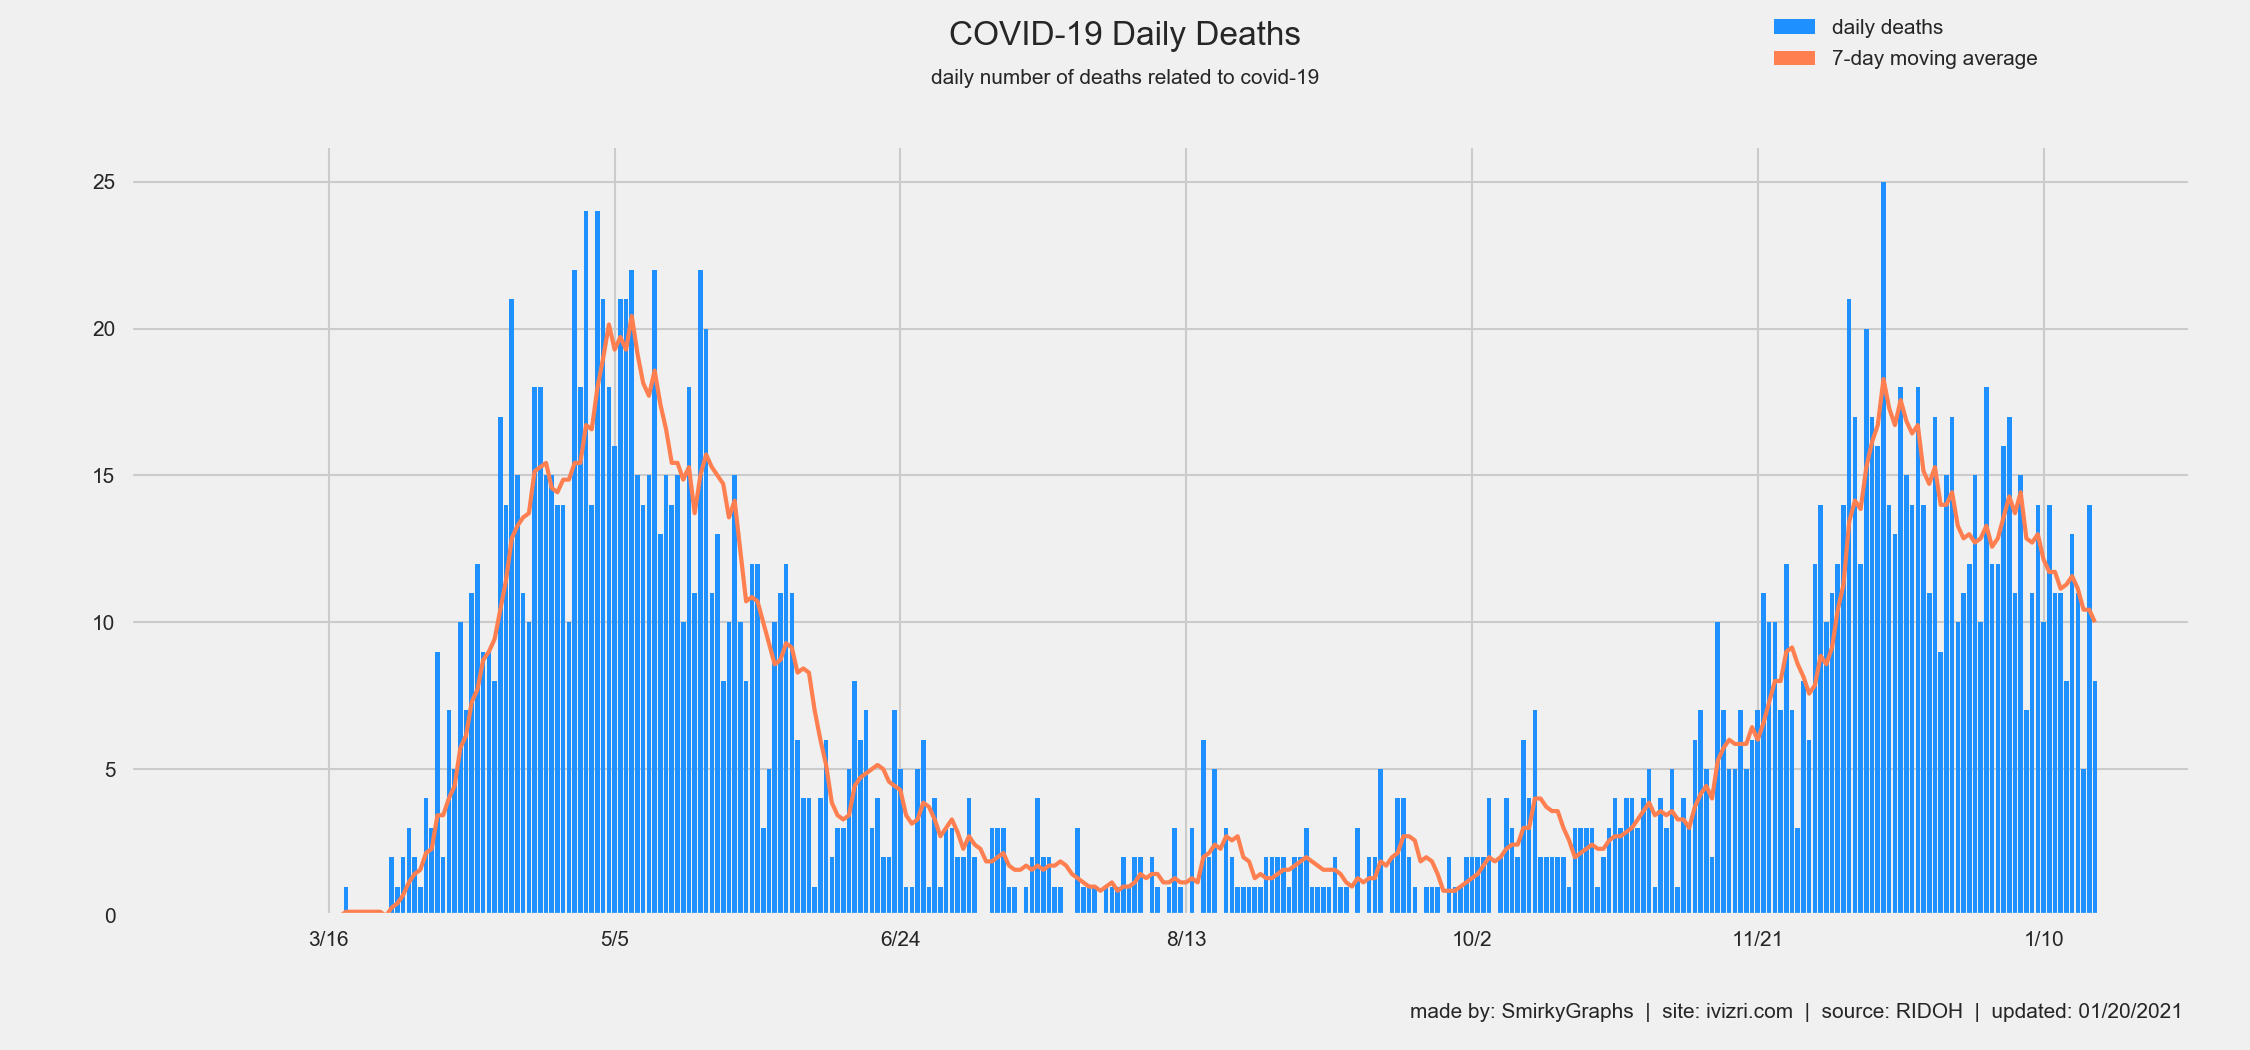 COVID-19 Daily Deaths
daily number of deaths related to covid-19
daily deaths
7-day moving average
25
20
15
10
5
0
3/16 5/5 6/24 8/13 10/2 11/21 1/10
made by: SmirkyGraphs | site: ivizri.com | source: RIDOH | updated: 01/20/2021